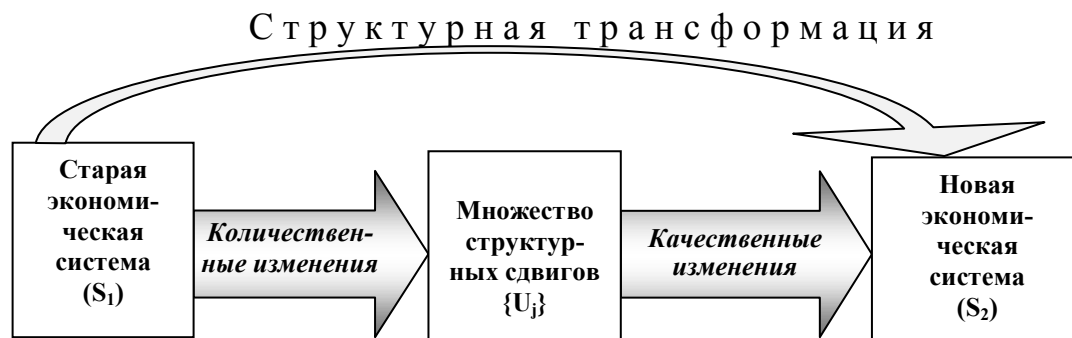 Структурная трансформация
Старая
экономи-
ческая
система
(S₁)
Количествен-
ные изменения
Множество
структур-
ных сдвигов
{Uⱼ}
Качественные
изменения
Новая
экономи-
ческая
система
(S₂)